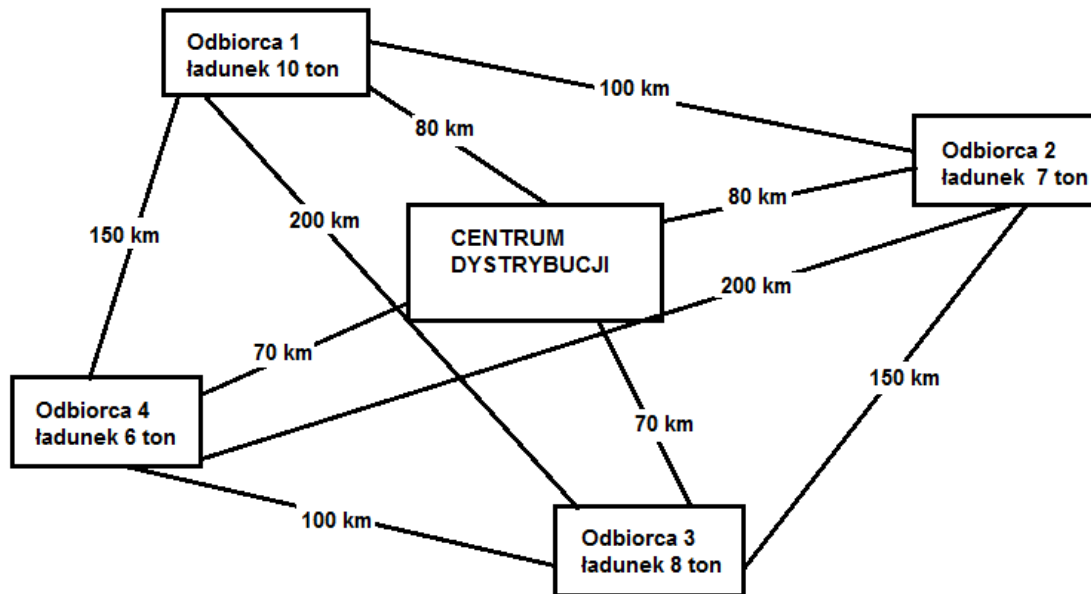 Odbiorca 1
ładunek 10 ton
100 km
80 km
Odbiorca 2
ładunek  7 ton
80 km
200 km
150 km
CENTRUM
DYSTRYBUCJI
200 km
70 km
150 km
Odbiorca 4
ładunek 6 ton
70 km
100 km
Odbiorca 3
ładunek 8 ton